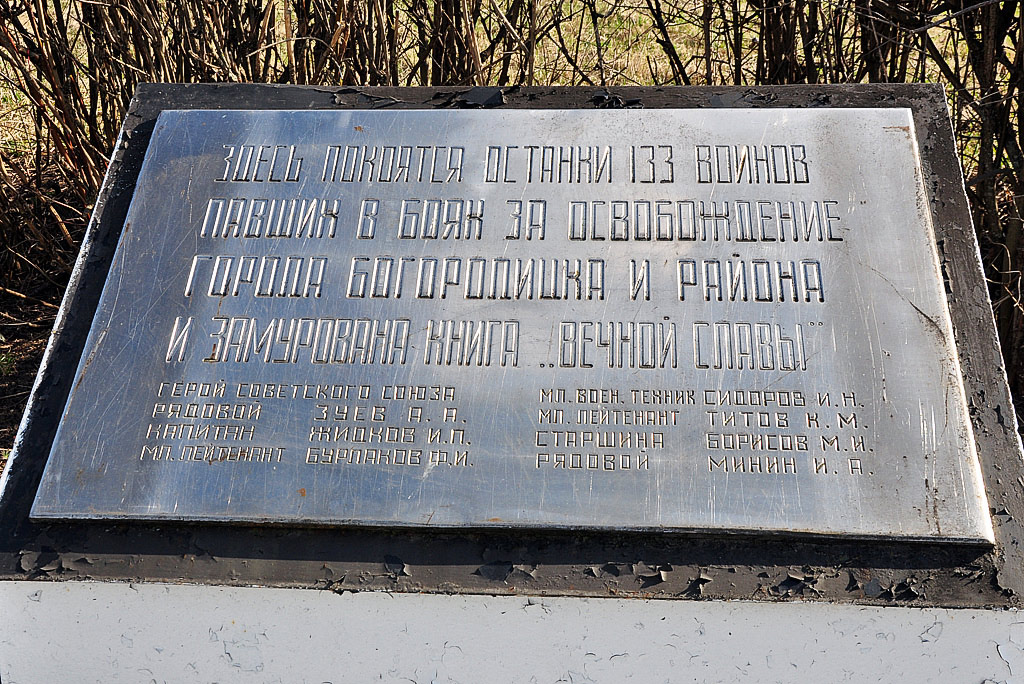 ЗДЕСЬ ПОКОЯТСЯ ОСТАНКИ 133 ВОИНОВ
ПАВШИХ В БОЯХ ЗА ОСВОБОЖДЕНИЕ
ГОРОДА БОГОРОДИЦКА И РАЙОНА
И ЗАМУРОВАНА КНИГА „ВЕЧНОЙ СЛАВЫ"
ГЕРОЙ СОВЕТСКОГО СОЮЗА
РЯДОВОЙ ЗУЕВ А. А.
КАПИТАН ЖИДКОВ И.П.
МЛ. ЛЕЙТЕНАНТ БУРЛАКОВ Ф.И.
МЛ. ВОЕН. ТЕХНИК СИДОРОВ И.Н.
МЛ. ЛЕЙТЕНАНТ ТИТОВ К.М.
СТАРШИНА БОРИСОВ М.И.
РЯДОВОЙ МИНИН И. А.